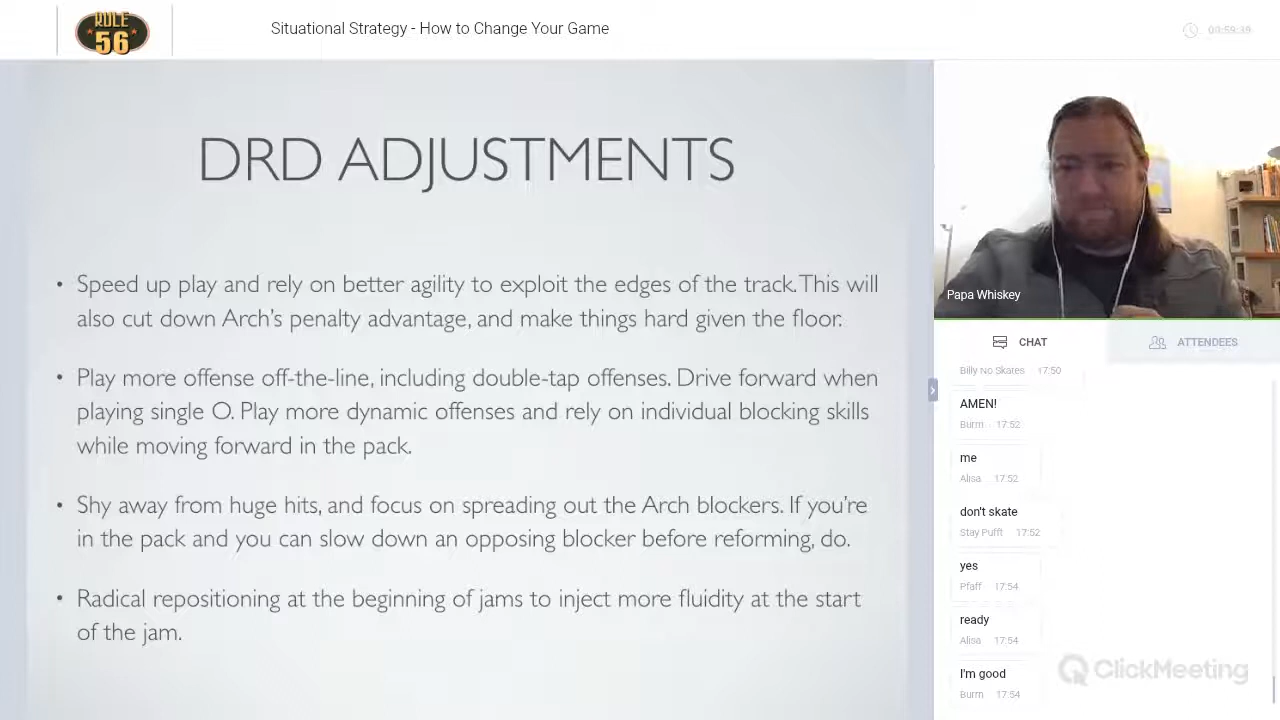 RULE
56
Situational Strategy - How to Change Your Game
00:59:39
DRD ADJUSTMENTS
• Speed up play and rely on better agility to exploit the edges of the track. This will
also cut down Arch's penalty advantage, and make things hard given the floor.
• Play more offense off-the-line, including double-tap offenses. Drive forward when
playing single O. Play more dynamic offenses and rely on individual blocking skills
while moving forward in the pack.
• Shy away from huge hits, and focus on spreading out the Arch blockers. If you're
in the pack and you can slow down an opposing blocker before reforming, do.
• Radical repositioning at the beginning of jams to inject more fluidity at the start
of the jam.
Papa Whiskey
CHAT
ATTENDEES
Billy No Skares 17:50
AMEN!
Burrn 17:52
me
Alisa 17:52
don't skate
Stay Pufft 17:52
yes
Pfaff 17:54
ready
Alisa 17:54
I'm good
Burrn 17:54
ClickMeeting